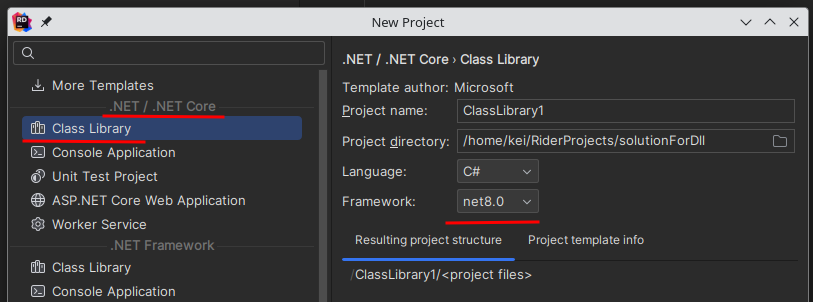 RD
New Project
More Templates
.NET / .NET Core
Class Library
Console Application
Unit Test Project
ASP.NET Core Web Application
Worker Service
.NET Framework
Class Library
Console Application
.NET / .NET Core › Class Library
Template author: Microsoft
Project name: ClassLibrary1
Project directory: /home/kei/RiderProjects/solutionForDll
Language: C#
Framework: net8.0
Resulting project structure Project template info
/ClassLibrary1/<project files>